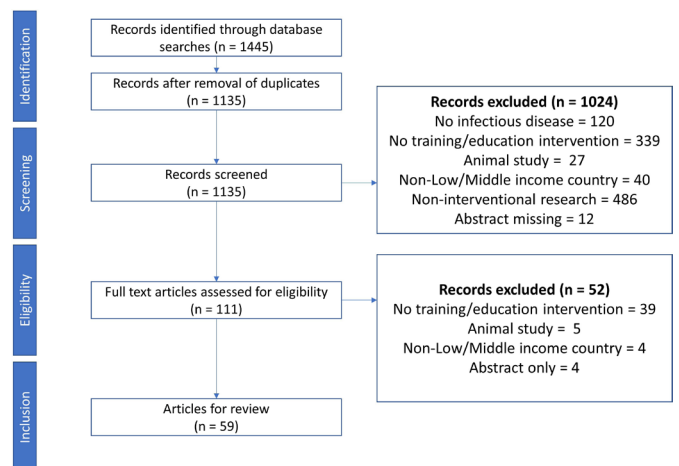 Identification
Records identified through database
searches (n = 1445)
Records after removal of duplicates
(n = 1135)
Screening
Records screened
(n = 1135)
Records excluded (n = 1024)
No infectious disease = 120
No training/education intervention = 339
Animal study = 27
Non-Low/Middle income country = 40
Non-interventional research = 486
Abstract missing = 12
Eligibility
Full text articles assessed for eligibility
(n = 111)
Records excluded (n = 52)
No training/education intervention = 39
Animal study = 5
Non-Low/Middle income country = 4
Abstract only = 4
Inclusion
Articles for review
(n = 59)